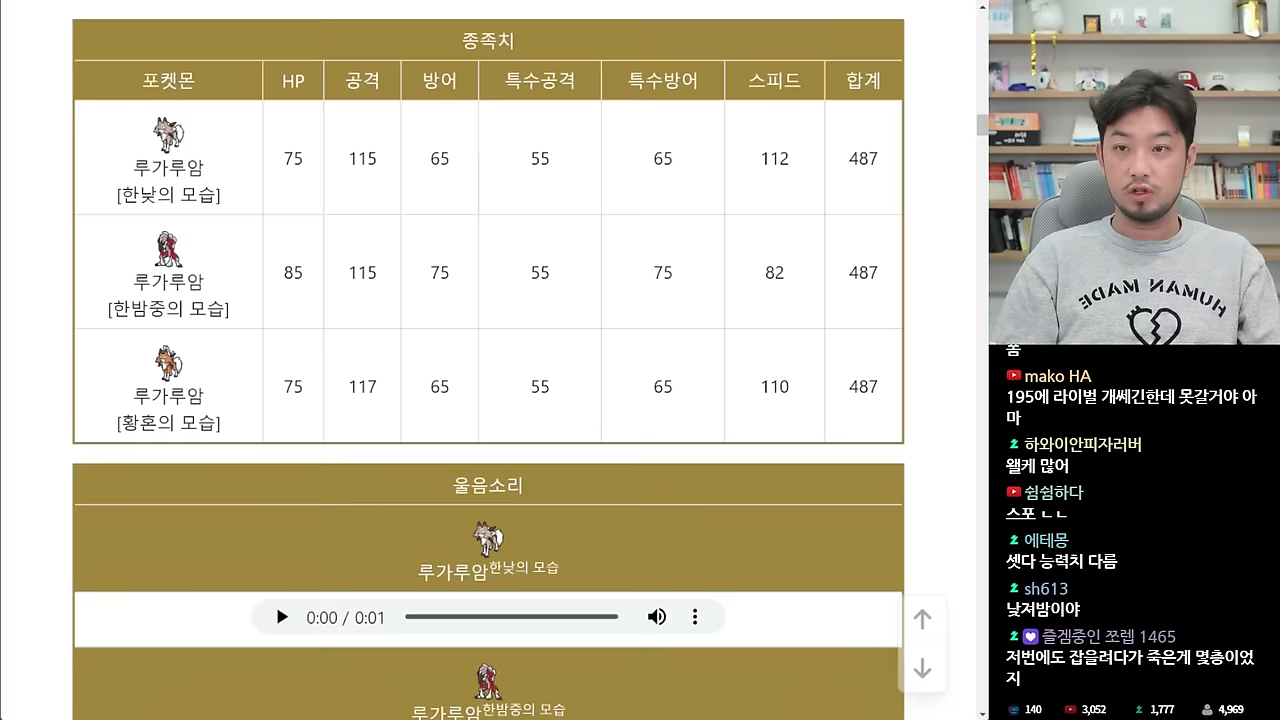 종족치
포켓몬 HP 공격 방어 특수공격 특수방어 스피드 합계
루가루암
[한낮의 모습]
75 115 65 55 65 112 487
루가루암
[한밤중의 모습]
85 115 75 55 75 82 487
루가루암
[황혼의 모습]
75 117 65 55 65 110 487
울음소리
루가루암한낮의 모습
0:00 / 0:01
루가루암한밤중의 모습
HUMAN MADE
mako HA
195에 라이벌 개쎄긴한데 못갈거야 아
마
하와이안피자러버
왤케 많어
쉼쉼하다
스포 ㄴㄴ
에테몽
셋다 능력치 다름
sh613
낮저밤이야
즐겜중인 쪼렙 1465
저번에도 잡을려다가 죽은게 몇층이었
지
140 3,052 1,777 4,969